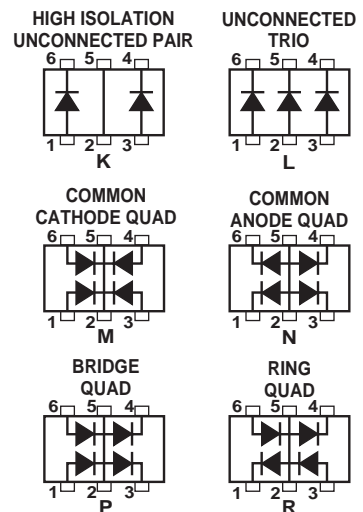 HIGH ISOLATION
UNCONNECTED PAIR
6 5 4
1 2 3
K
UNCONNECTED
TRIO
6 5 4
1 2 3
L
COMMON
CATHODE QUAD
6 5 4
1 2 3
M
COMMON
ANODE QUAD
6 5 4
1 2 3
N
BRIDGE
QUAD
6 5 4
1 2 3
P
RING
QUAD
6 5 4
1 2 3
R